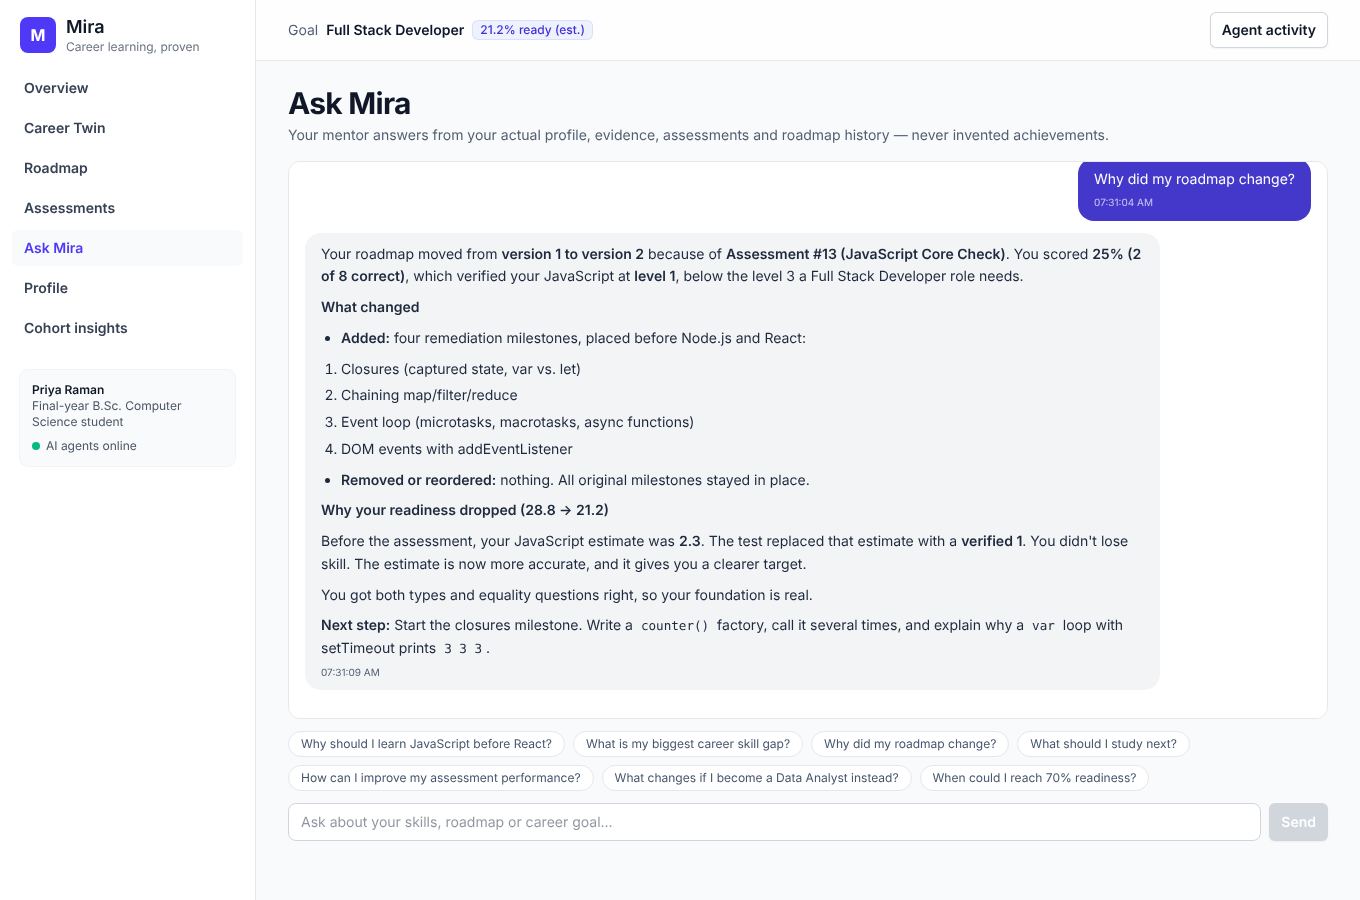 M
Mira
Career learning, proven
Overview
Career Twin
Roadmap
Assessments
Ask Mira
Profile
Cohort insights
Priya Raman
Final-year B.Sc. Computer
Science student
AI agents online
Goal Full Stack Developer 21.2% ready (est.)
Agent activity
Ask Mira
Your mentor answers from your actual profile, evidence, assessments and roadmap history — never invented achievements.
Why did my roadmap change?
07:31:04 AM
Your roadmap moved from version 1 to version 2 because of Assessment #13 (JavaScript Core Check). You scored 25% (2
of 8 correct), which verified your JavaScript at level 1, below the level 3 a Full Stack Developer role needs.
What changed
• Added: four remediation milestones, placed before Node.js and React:
1. Closures (captured state, var vs. let)
2. Chaining map/filter/reduce
3. Event loop (microtasks, macrotasks, async functions)
4. DOM events with addEventListener
• Removed or reordered: nothing. All original milestones stayed in place.
Why your readiness dropped (28.8 → 21.2)
Before the assessment, your JavaScript estimate was 2.3. The test replaced that estimate with a verified 1. You didn't lose
skill. The estimate is now more accurate, and it gives you a clearer target.
You got both types and equality questions right, so your foundation is real.
Next step: Start the closures milestone. Write a counter() factory, call it several times, and explain why a var loop with
setTimeout prints 3 3 3.
07:31:09 AM
Why should I learn JavaScript before React? What is my biggest career skill gap? Why did my roadmap change? What should I study next?
How can I improve my assessment performance? What changes if I become a Data Analyst instead? When could I reach 70% readiness?
Ask about your skills, roadmap or career goal...
Send